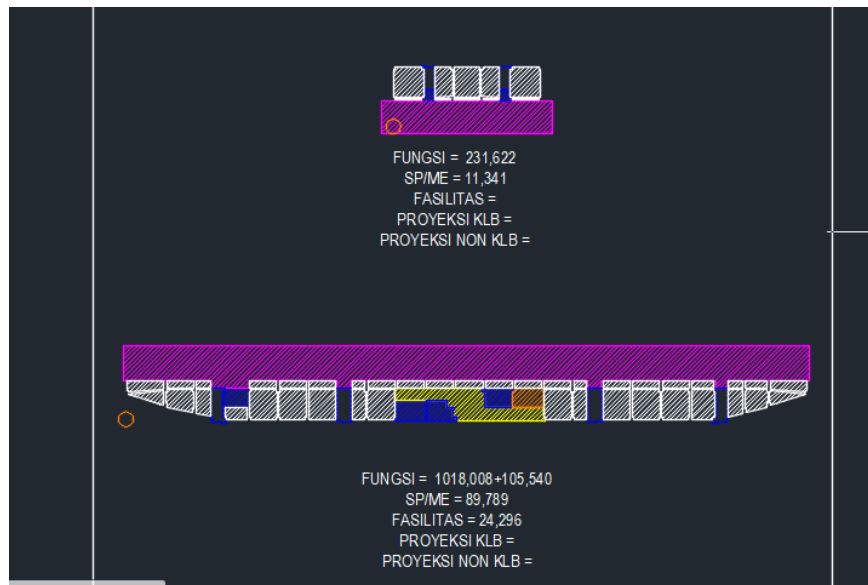 FUNGSI = 231,622
SP/ME = 11,341
FASILITAS =
PROYEKSI KLB =
PROYEKSI NON KLB =
FUNGSI = 1018,008+105,540
SP/ME = 89,789
FASILITAS = 24,296
PROYEKSI KLB =
PROYEKSI NON KLB =